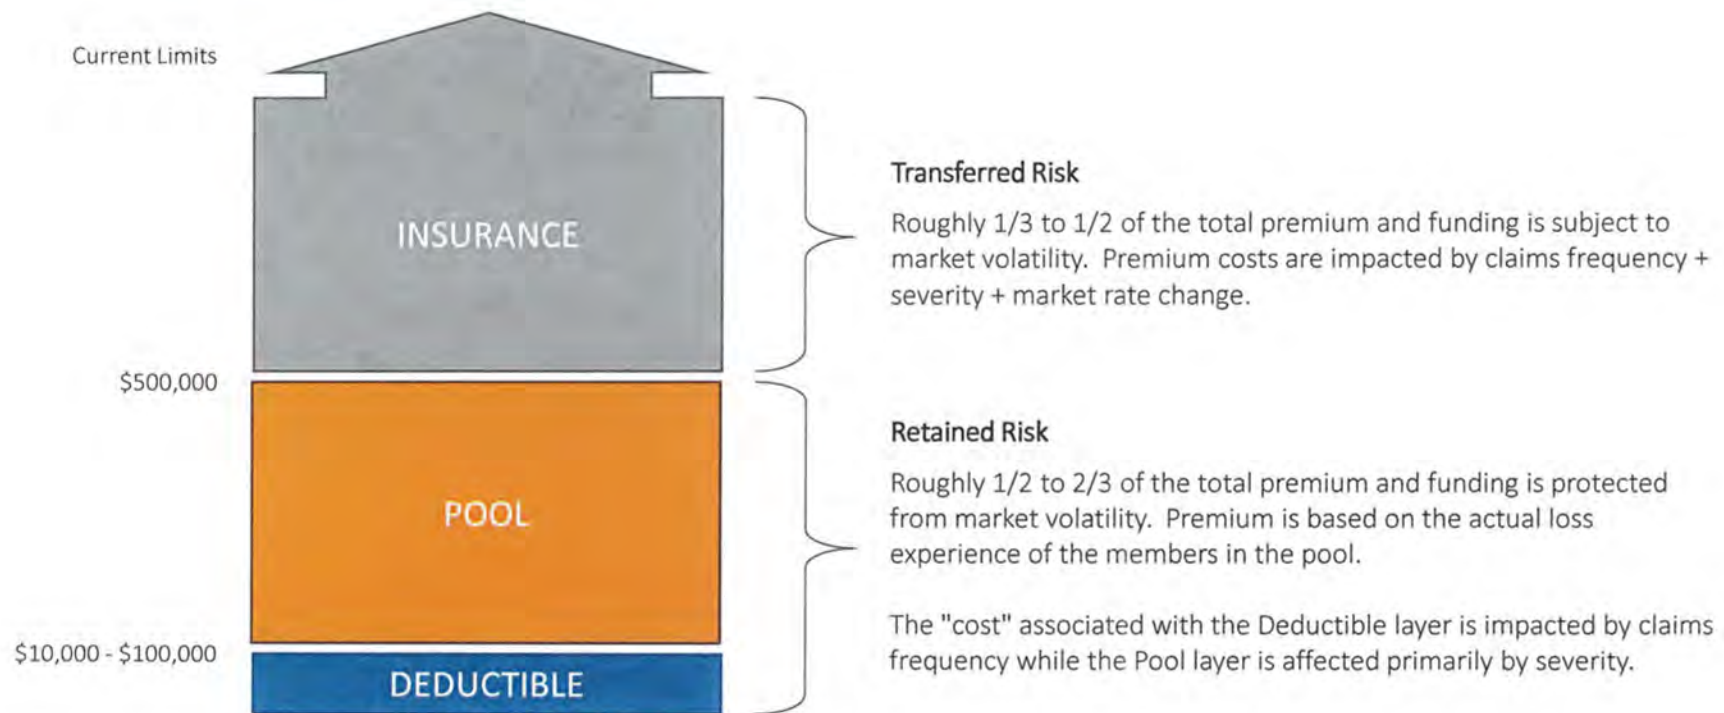 Current Limits
INSURANCE
Transferred Risk
Roughly 1/3 to 1/2 of the total premium and funding is subject to
market volatility.  Premium costs are impacted by claims frequency +
severity + market rate change.
$500,000
POOL
Retained Risk
Roughly 1/2 to 2/3 of the total premium and funding is protected
from market volatility.  Premium is based on the actual loss
experience of the members in the pool.
The "cost" associated with the Deductible layer is impacted by claims
frequency while the Pool layer is affected primarily by severity.
$10,000 - $100,000
DEDUCTIBLE